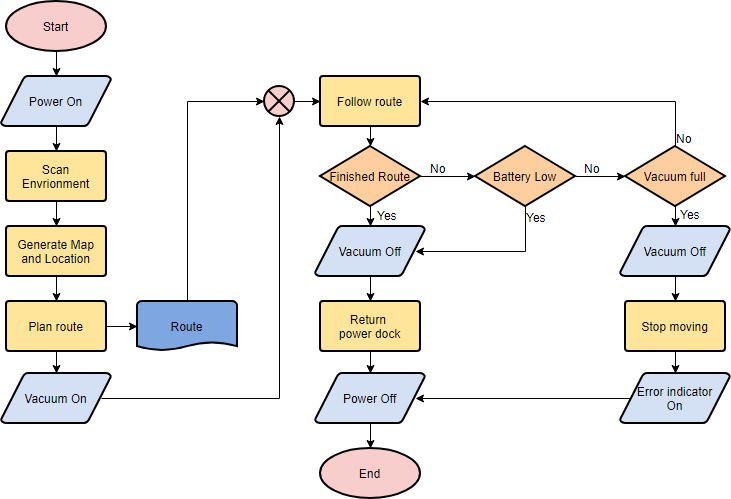 Start
Power On
Scan
Envrionment
Generate Map
and Location
Plan route
Route
Vacuum On
Follow route
Finished Route
No
Battery Low
No
Vacuum full
No
Yes
Yes
Yes
Vacuum Off
Vacuum Off
Return
power dock
Stop moving
Power Off
Error indicator
On
End